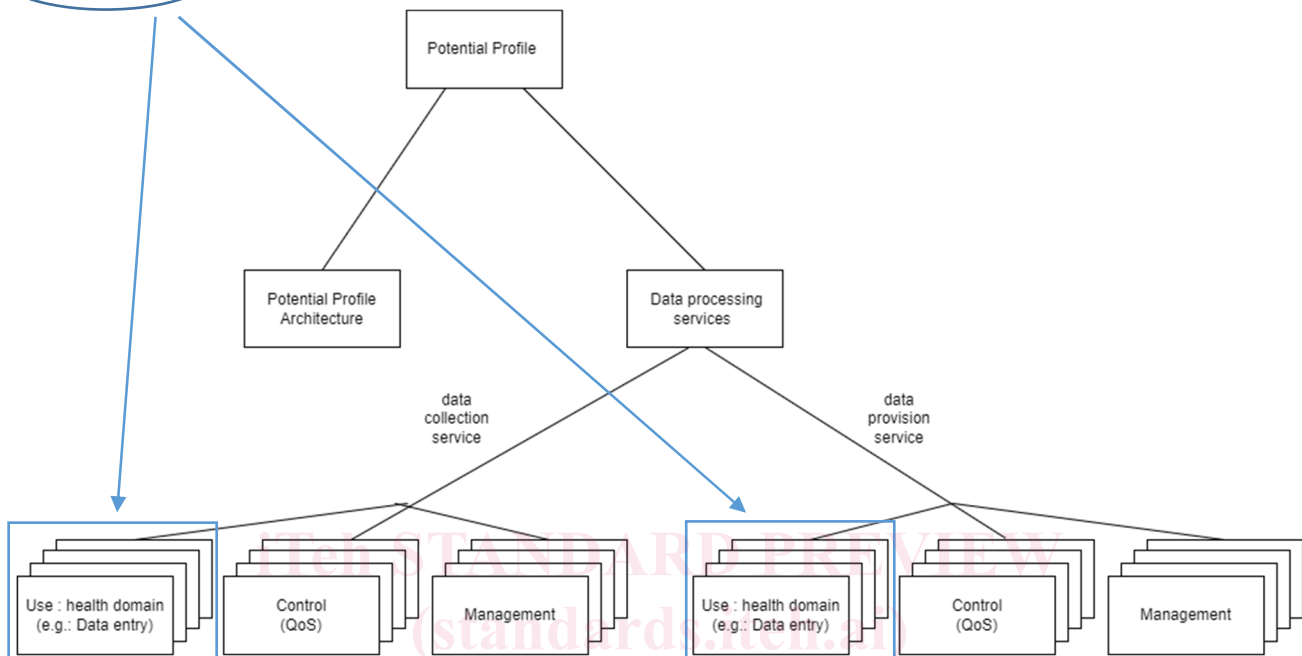 Potential Profile
Potential Profile
Architecture
Data processing
services
data
collection
service
data
provision
service
iTeh STANDARD PREVIEW
(standards.iteh.ai)
Use : health domain
(e.g.: Data entry)
Control
(QoS)
Management
Use : health domain
(e.g.: Data entry)
Control
(QoS)
Management